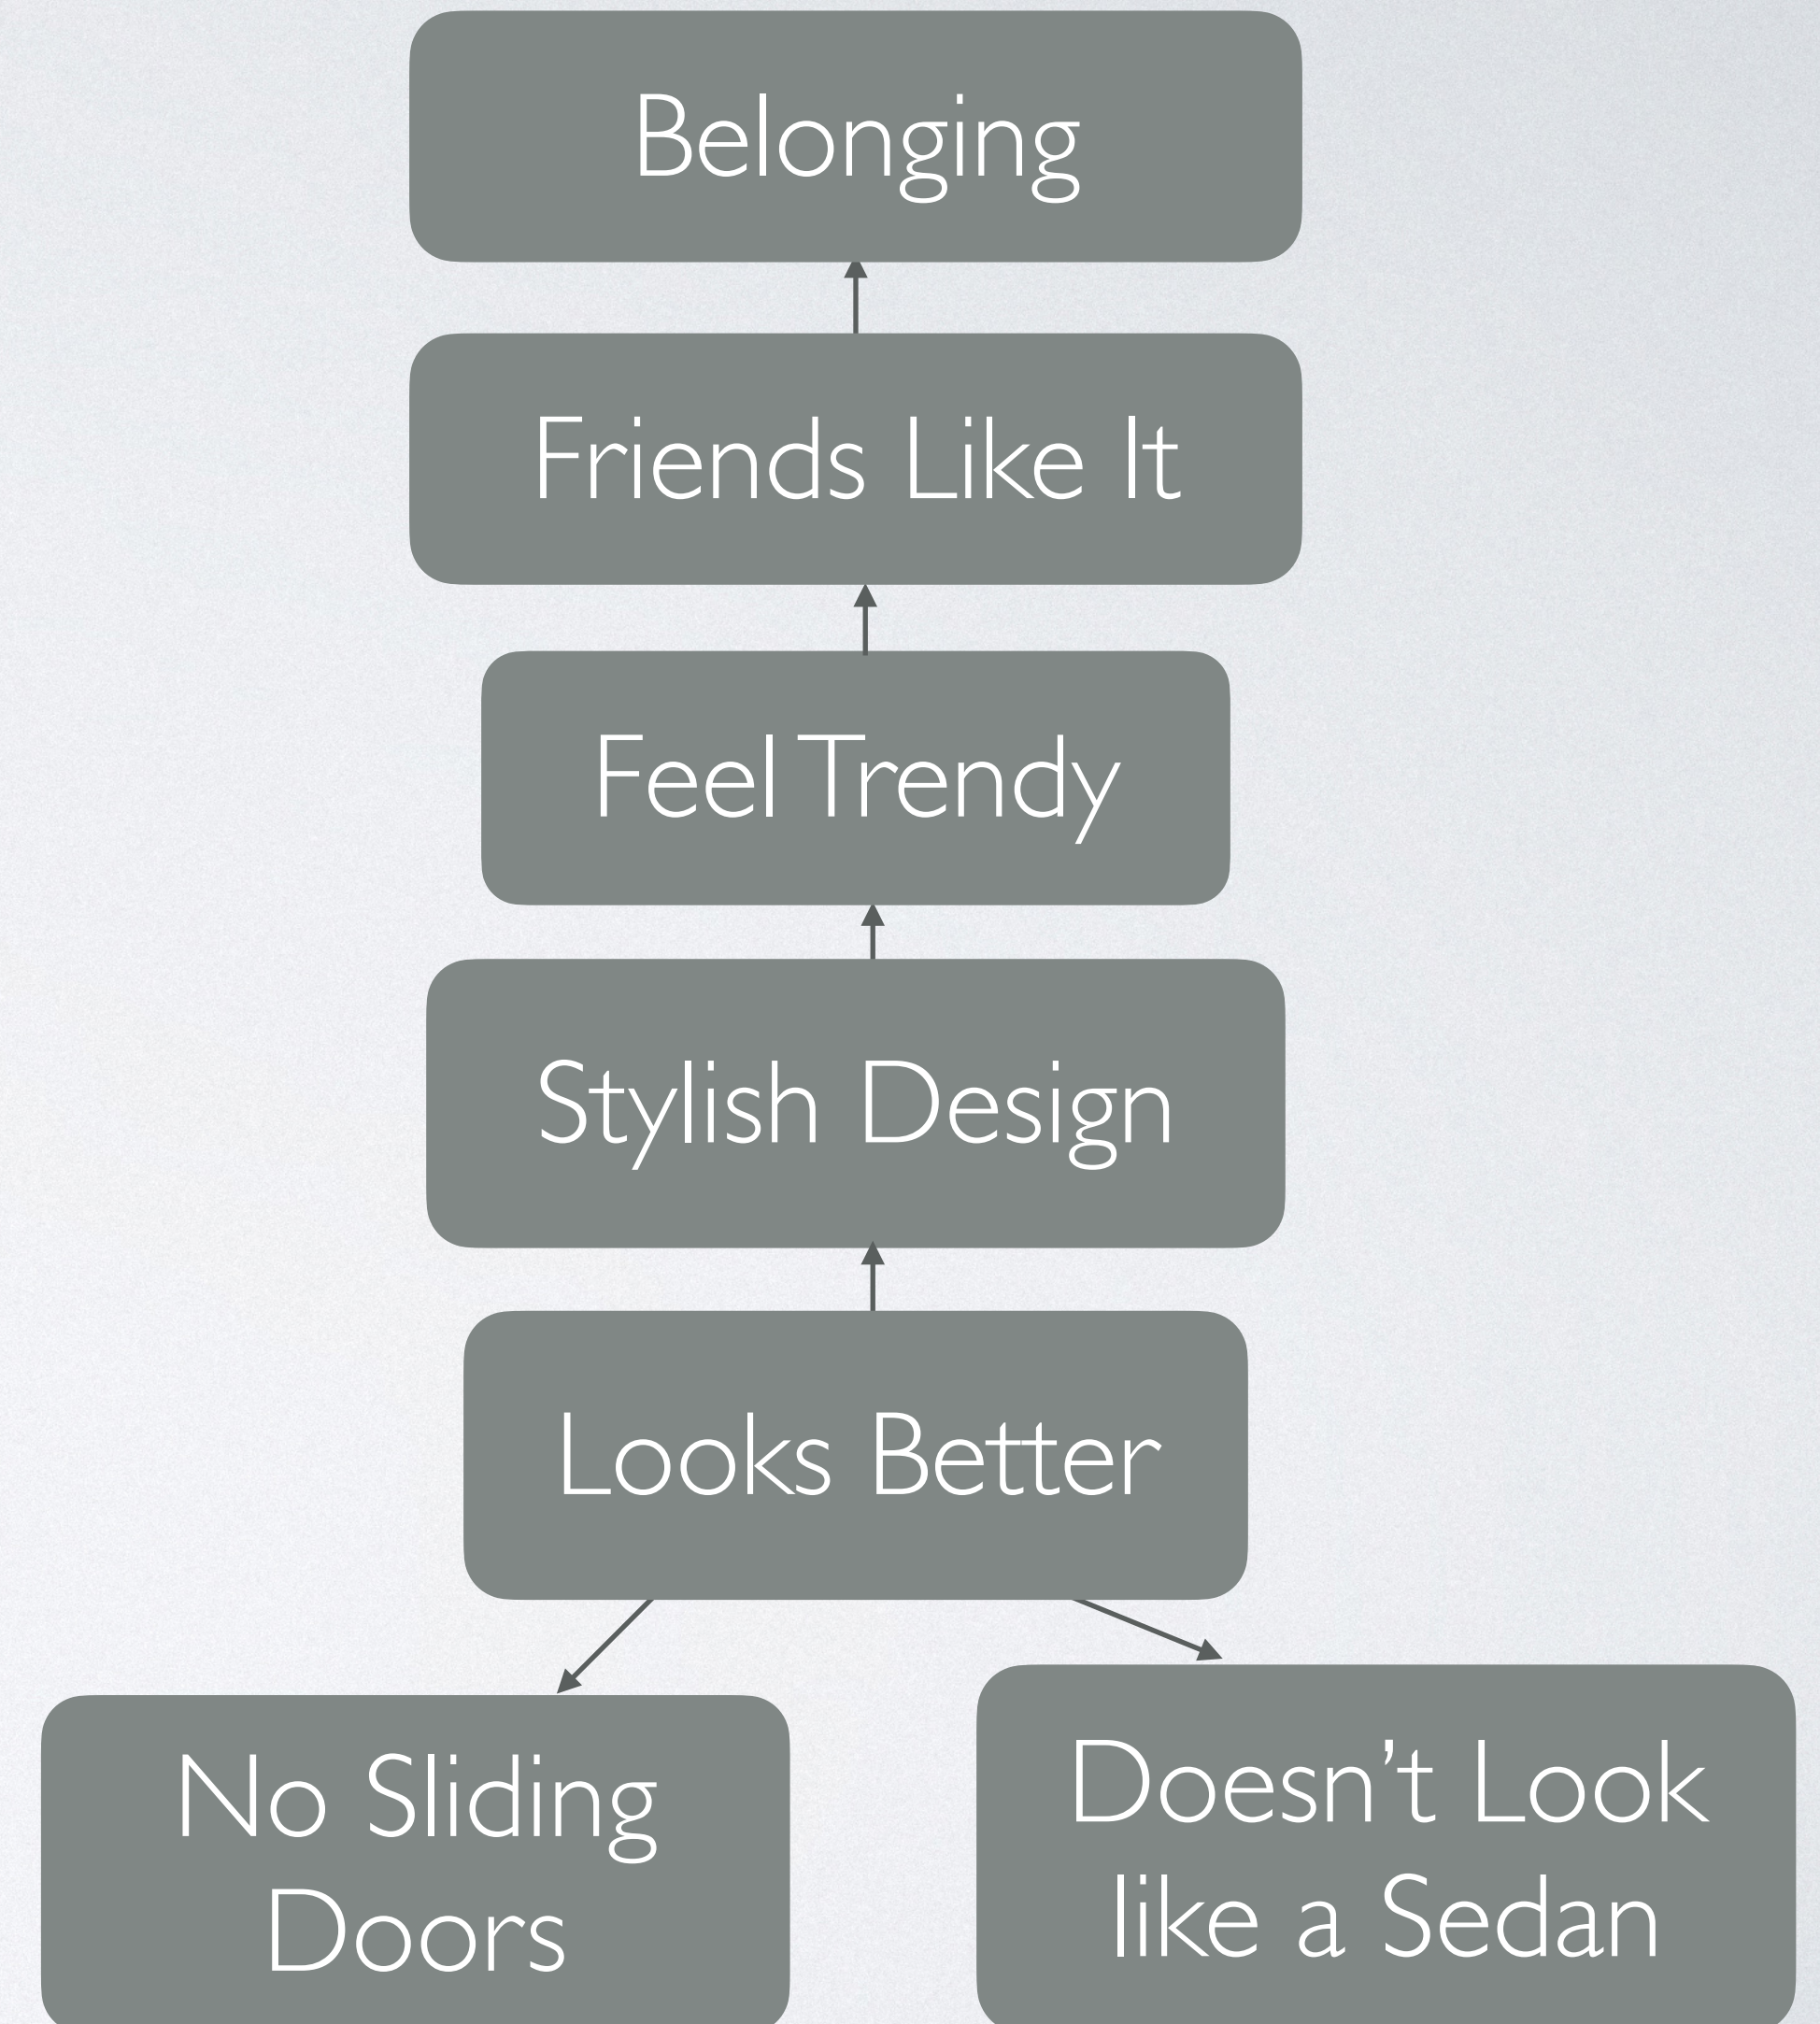 Belonging
Friends Like It
Feel Trendy
Stylish Design
Looks Better
No Sliding
Doors
Doesn’t Look
like a Sedan